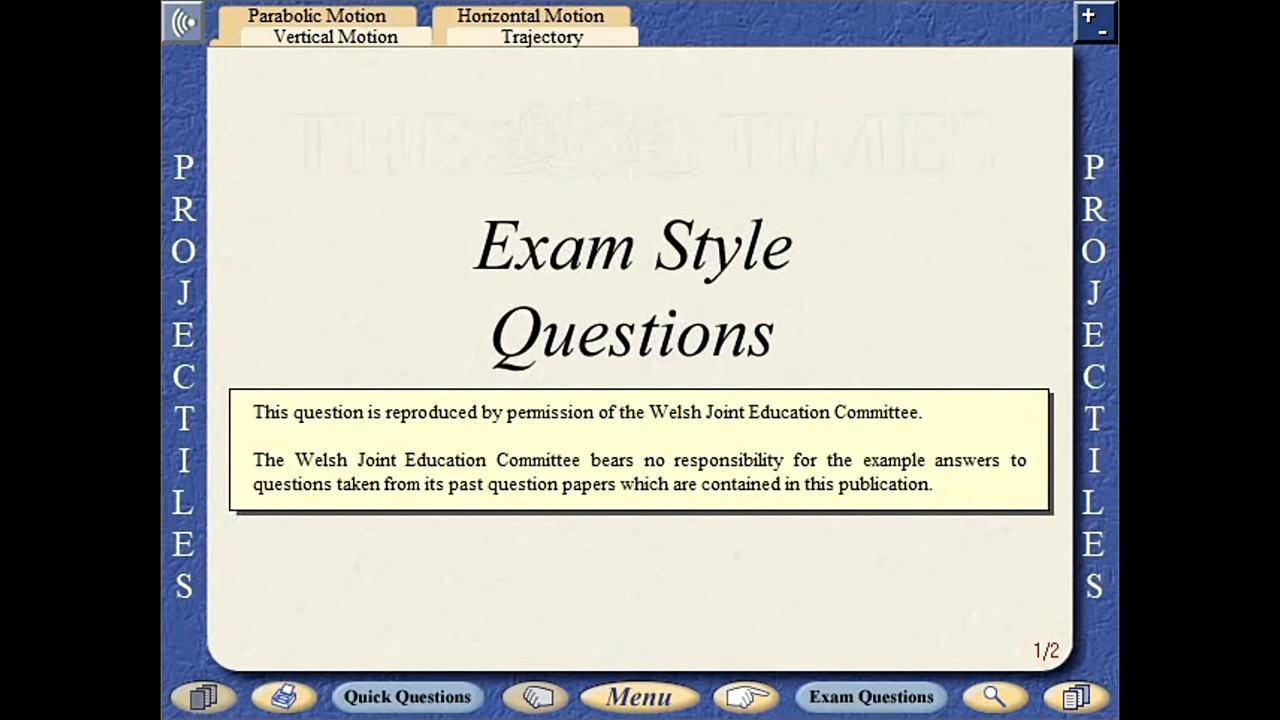 Parabolic Motion
Horizontal Motion
Vertical Motion
Trajectory
+
-
PROJECTILES
Exam Style
Questions
This question is reproduced by permission of the Welsh Joint Education Committee.
The Welsh Joint Education Committee bears no responsibility for the example answers to
questions taken from its past question papers which are contained in this publication.
PROJECTILES
1/2
Quick Questions
Menu
Exam Questions